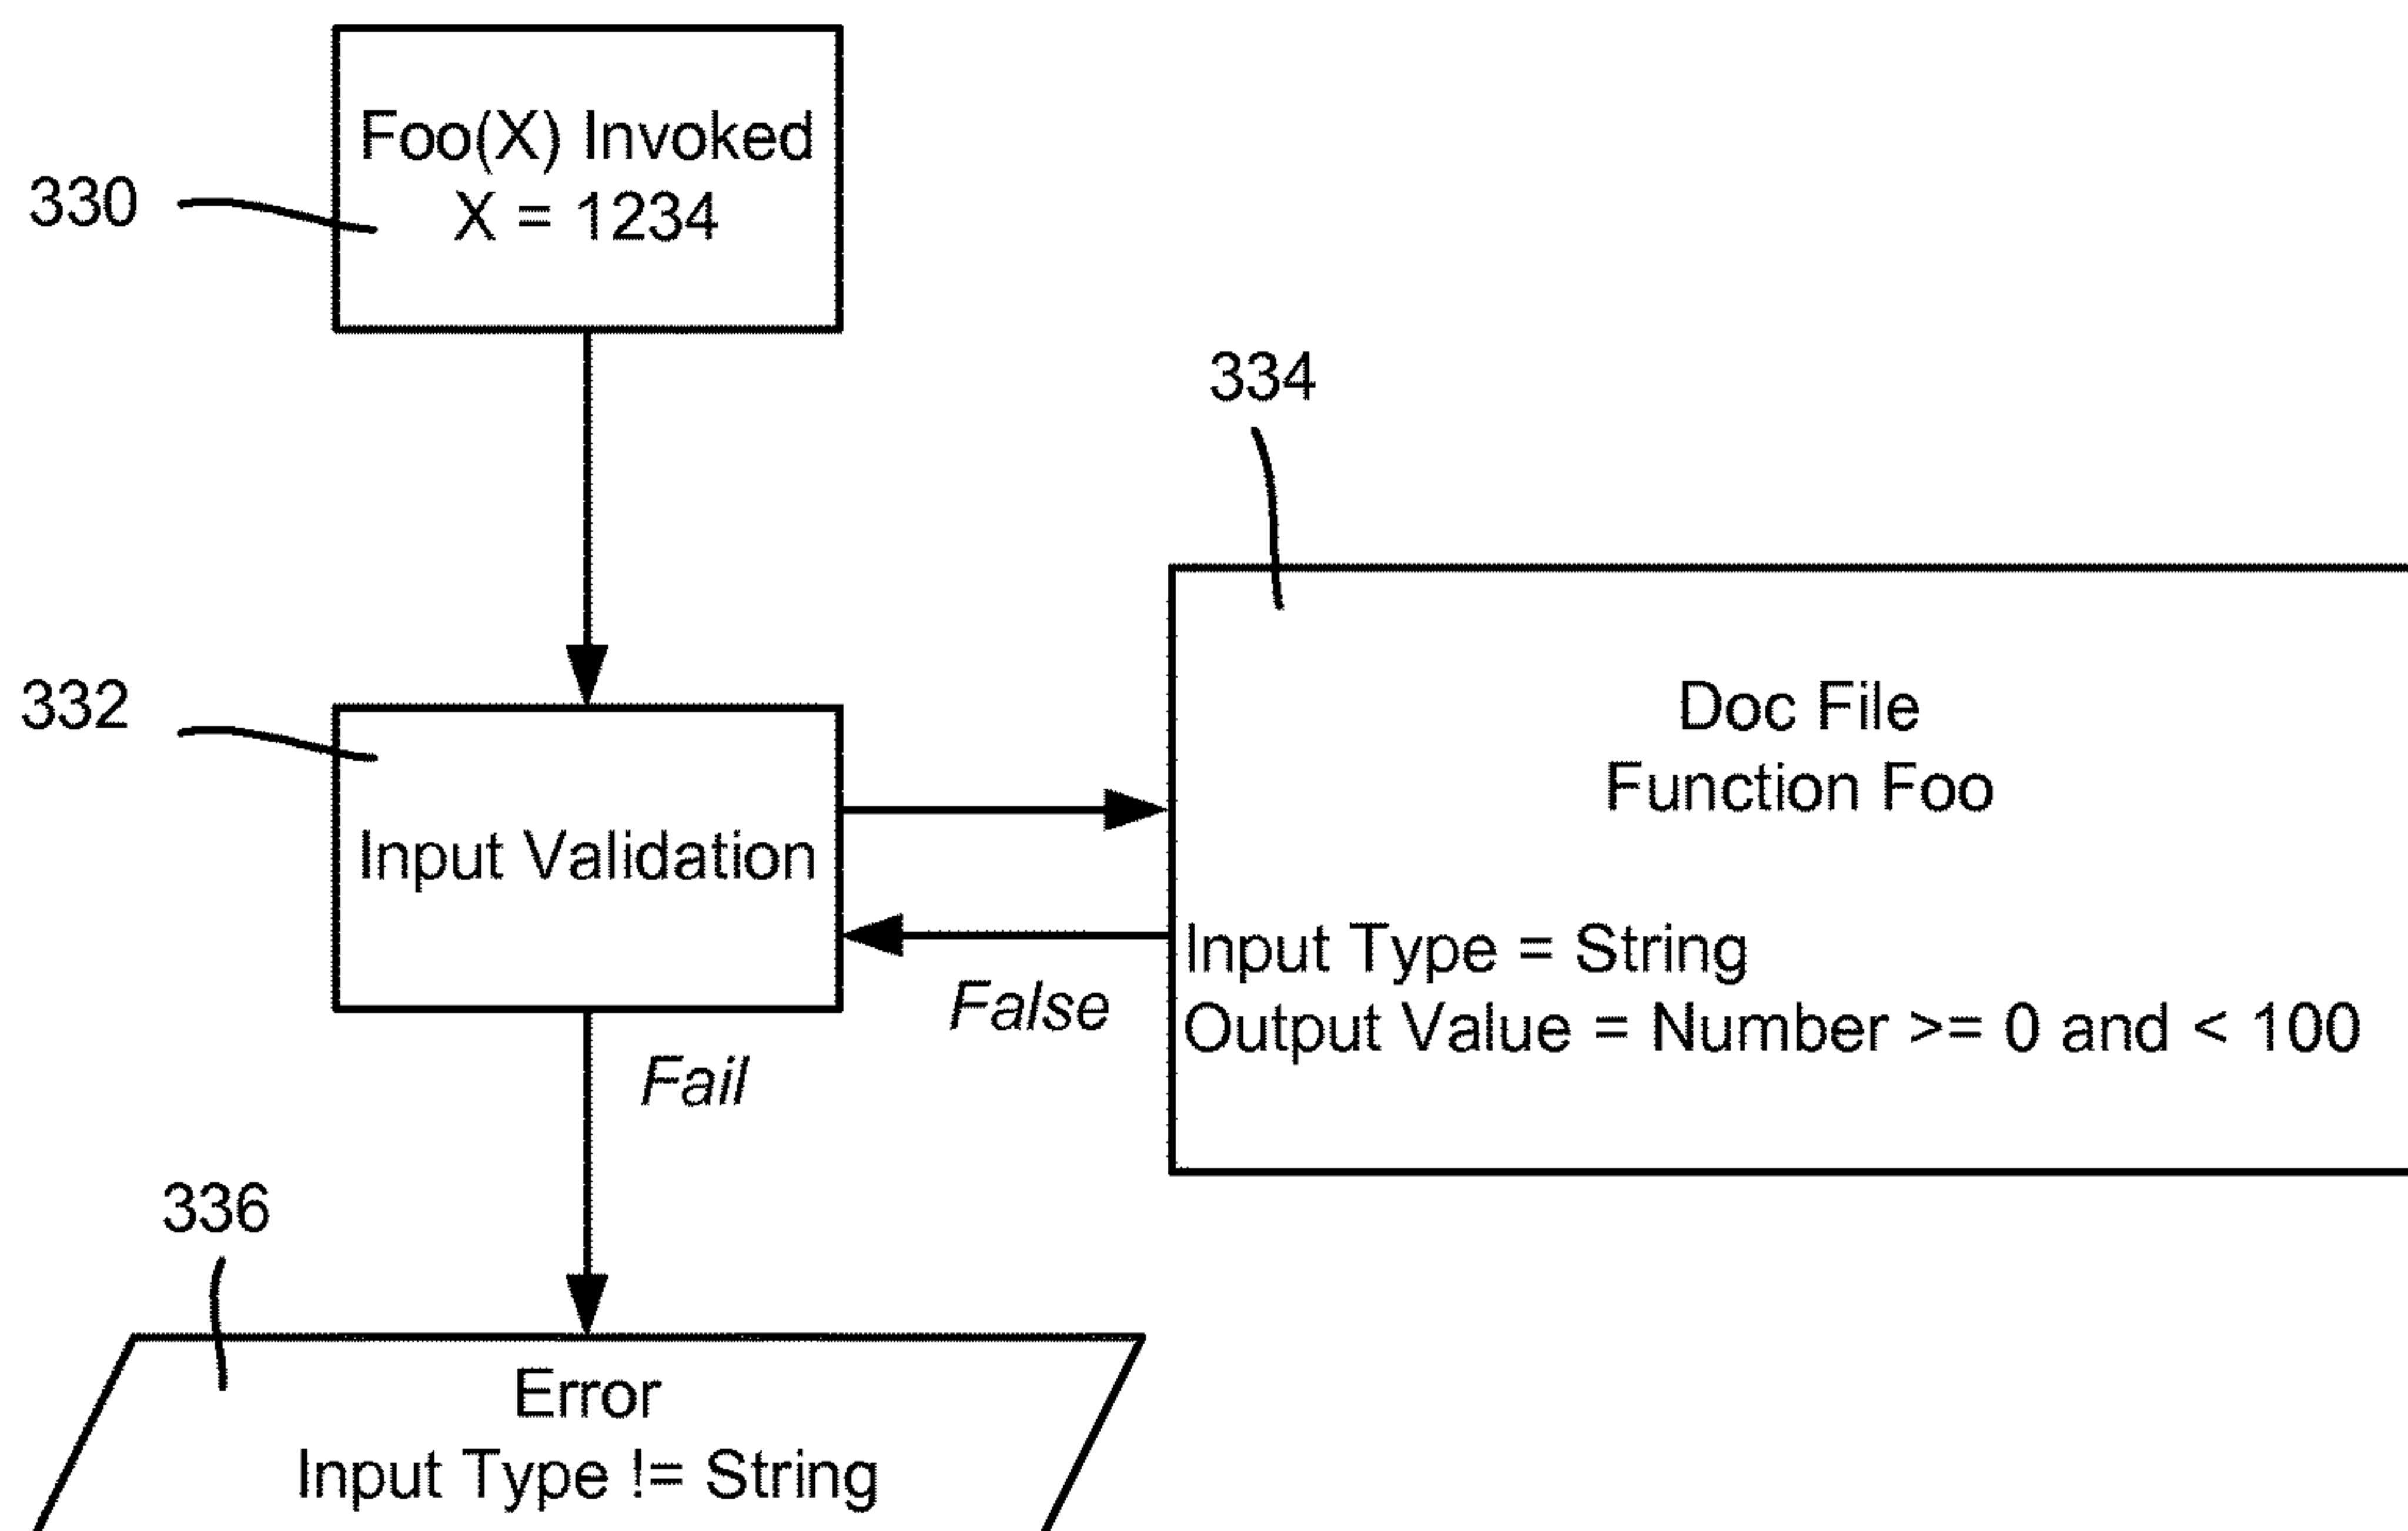 Foo(X) Invoked
X = 1234
330
334
332
Input Validation
Doc File
Function Foo
Input Type = String
Output Value = Number >= 0 and < 100
False
Fail
336
Error
Input Type != String